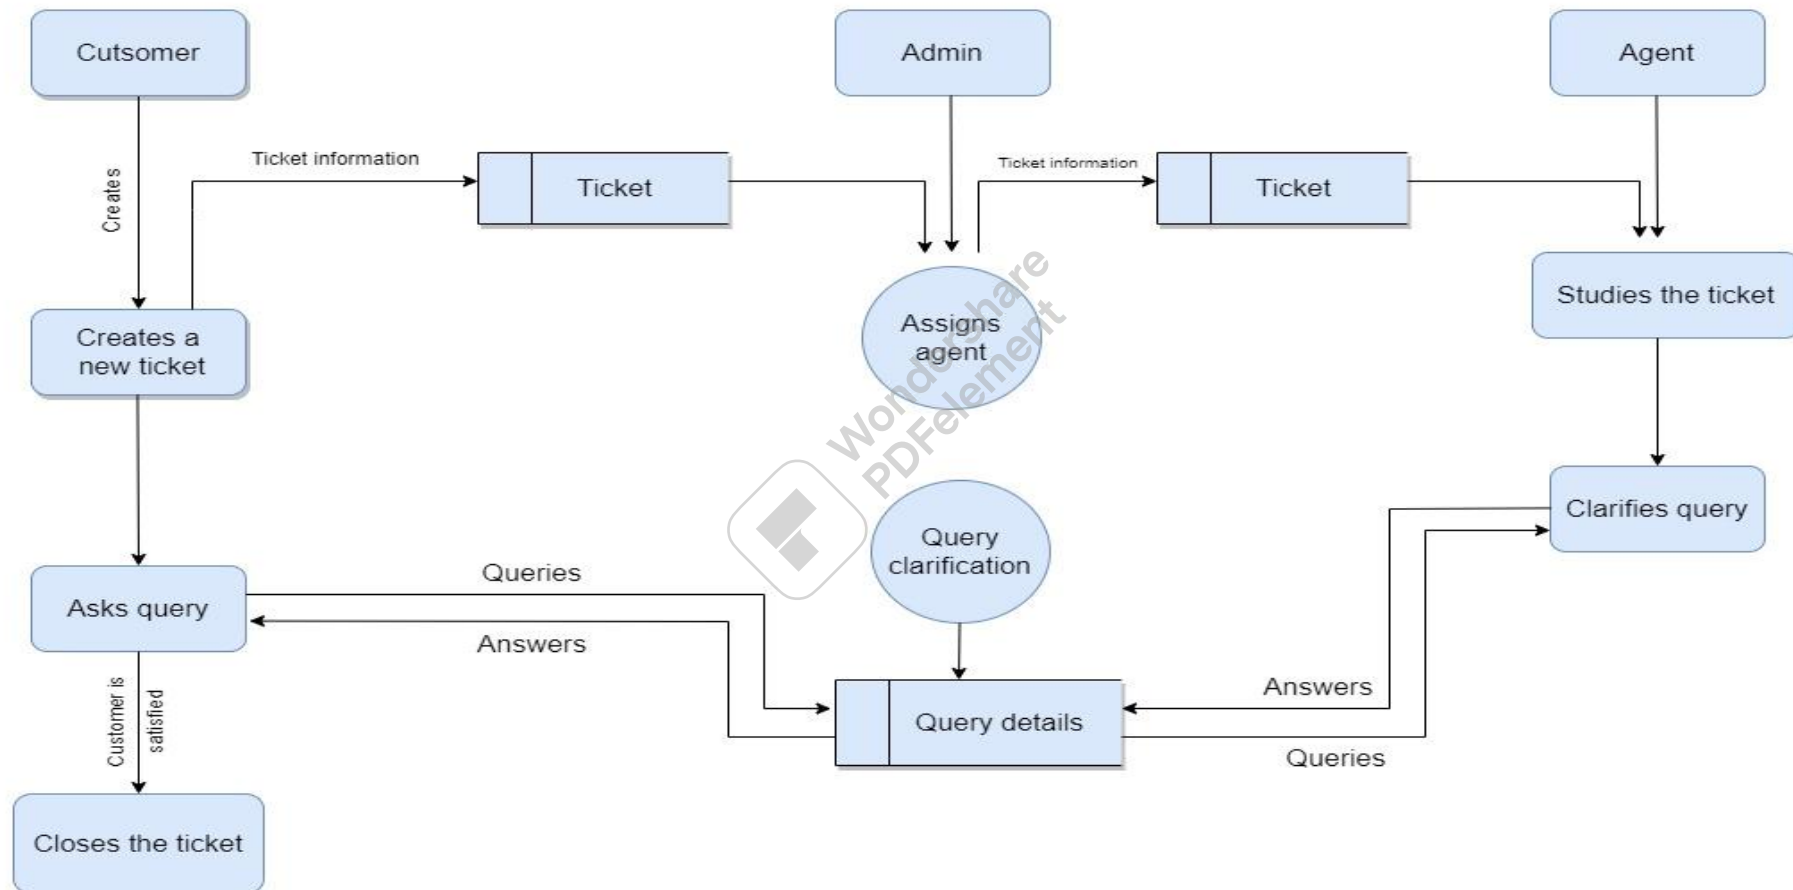 Cutsomer
Admin
Agent
Creates
Ticket information
Ticket
Ticket information
Ticket
Creates a
new ticket
Assigns
agent
Studies the ticket
Wondershare
PDFelement
Query
clarification
Clarifies query
Asks query
Queries
Answers
Customer is
satisfied
Query details
Answers
Queries
Closes the ticket